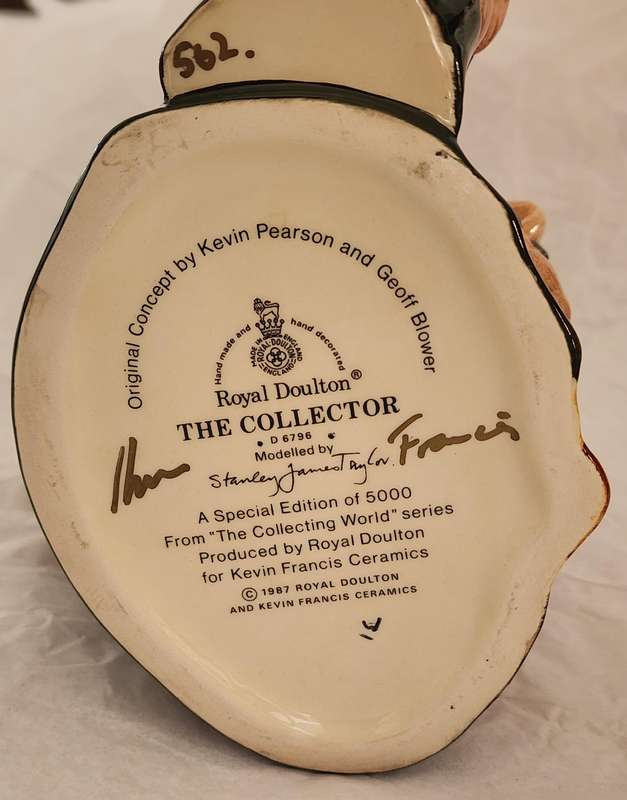 562.
Original Concept by Kevin Pearson and Geoff Blower
Hand made and hand decorated
MADE IN ENGLAND
ROYAL·DOULTON
ENGLAND
Royal Doulton®
THE COLLECTOR
D 6796
Modelled by
Stanley James Taylor.
Francis
A Special Edition of 5000
From "The Collecting World" series
Produced by Royal Doulton
for Kevin Francis Ceramics
© 1987 ROYAL DOULTON
AND KEVIN FRANCIS CERAMICS